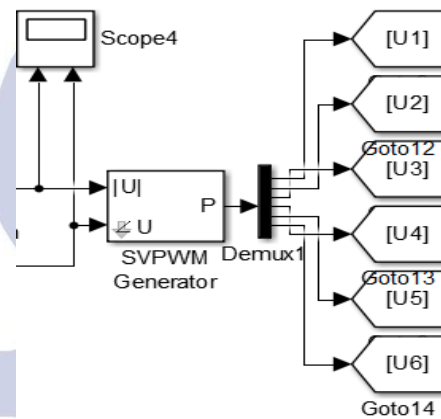 Scope4
|U|
∠ U
P
SVPWM
Generator
Demux1
[U1]
[U2]
Goto12
[U3]
[U4]
Goto13
[U5]
[U6]
Goto14